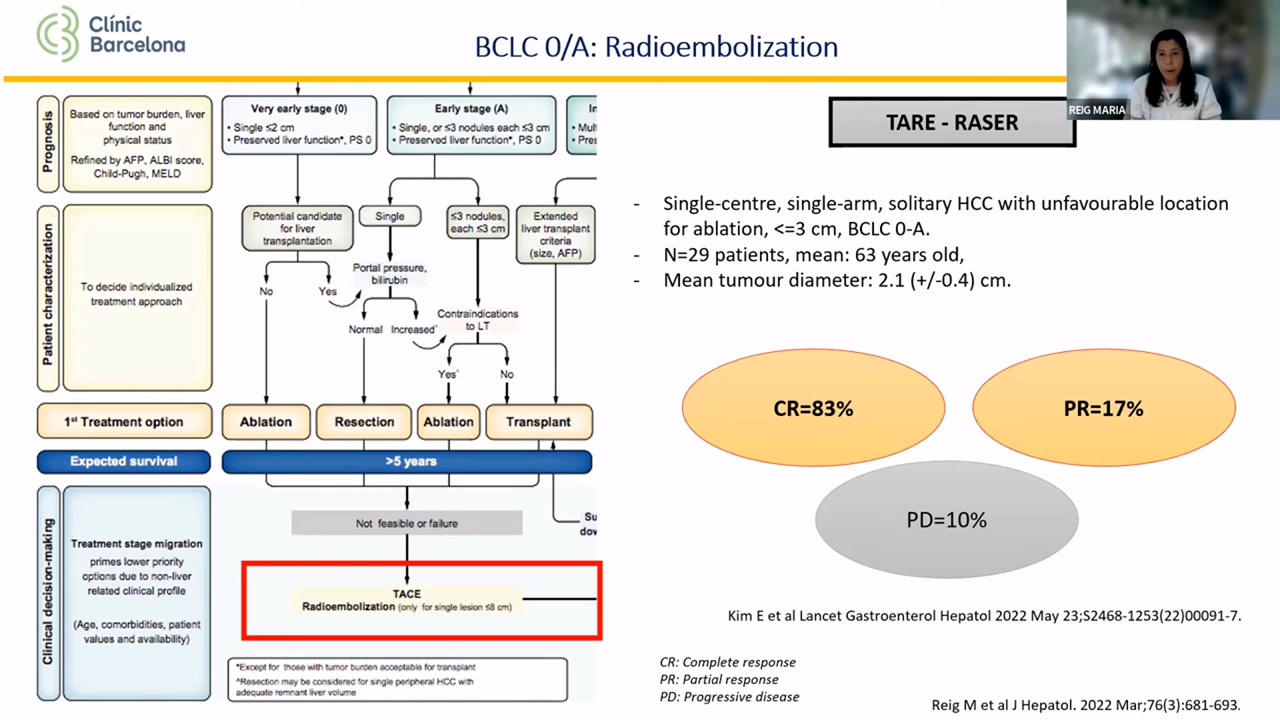 Clínic
Barcelona
BCLC 0/A: Radioembolization
REIG MARIA
Prognosis
Based on tumor burden, liver
function and
physical status
Refined by AFP, ALBI score,
Child-Pugh, MELD
Very early stage (0)
• Single ≤2 cm
• Preserved liver function*, PS 0
Early stage (A)
• Single, or ≤3 nodules each ≤3 cm
• Preserved liver function*, PS 0
In
• Mult
• Pres
Patient characterization
To decide individualized
treatment approach
Potential candidate
for liver
transplantation
Single
≤3 nodules,
each ≤3 cm
Extended
liver transplant
criteria
(size, AFP)
No
Yes
Portal pressure,
bilirubin
Normal
Increased^
Contraindications
to LT
Yes*
No
1st Treatment option
Ablation
Resection
Ablation
Transplant
Expected survival
>5 years
Clinical decision-making
Treatment stage migration
primes lower priority
options due to non-liver
related clinical profile
(Age, comorbidities, patient
values and availability)
Not feasible or failure
Su
dow
TACE
Radioembolization (only for single lesion ≤8 cm)
*Except for those with tumor burden acceptable for transplant
^Resection may be considered for single peripheral HCC with
adequate remnant liver volume
TARE - RASER
- Single-centre, single-arm, solitary HCC with unfavourable location
for ablation, <=3 cm, BCLC 0-A.
- N=29 patients, mean: 63 years old,
- Mean tumour diameter: 2.1 (+/-0.4) cm.
CR=83%
PR=17%
PD=10%
Kim E et al Lancet Gastroenterol Hepatol 2022 May 23;S2468-1253(22)00091-7.
CR: Complete response
PR: Partial response
PD: Progressive disease
Reig M et al J Hepatol. 2022 Mar;76(3):681-693.